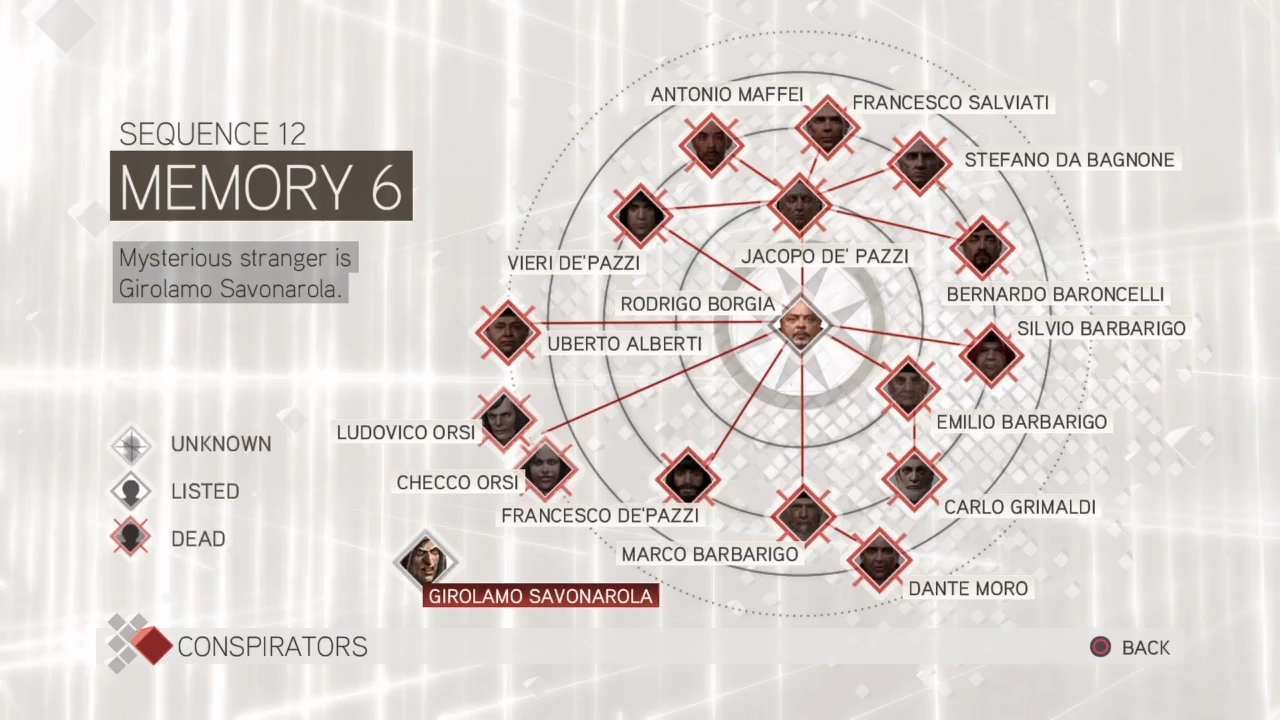 SEQUENCE 12
MEMORY 6
Mysterious stranger is
Girolamo Savonarola.
UNKNOWN
LISTED
DEAD
ANTONIO MAFFEI
FRANCESCO SALVIATI
STEFANO DA BAGNONE
VIERI DE'PAZZI
JACOPO DE' PAZZI
BERNARDO BARONCELLI
RODRIGO BORGIA
SILVIO BARBARIGO
UBERTO ALBERTI
EMILIO BARBARIGO
LUDOVICO ORSI
CHECCO ORSI
FRANCESCO DE'PAZZI
CARLO GRIMALDI
MARCO BARBARIGO
DANTE MORO
GIROLAMO SAVONAROLA
CONSPIRATORS
BACK